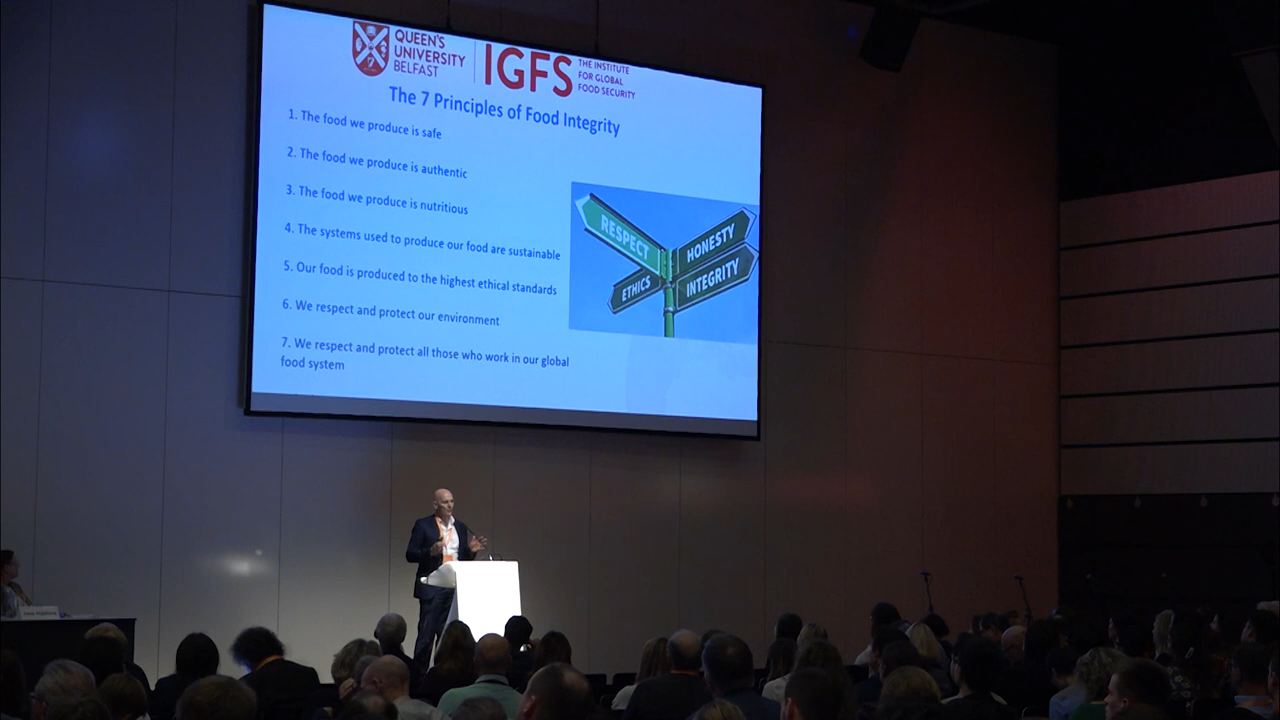 QUEEN'S
UNIVERSITY
BELFAST
IGFS
THE INSTITUTE
FOR GLOBAL
FOOD SECURITY
The 7 Principles of Food Integrity
1. The food we produce is safe
2. The food we produce is authentic
3. The food we produce is nutritious
4. The systems used to produce our food are sustainable
5. Our food is produced to the highest ethical standards
6. We respect and protect our environment
7. We respect and protect all those who work in our global
food system
RESPECT
HONESTY
ETHICS
INTEGRITY